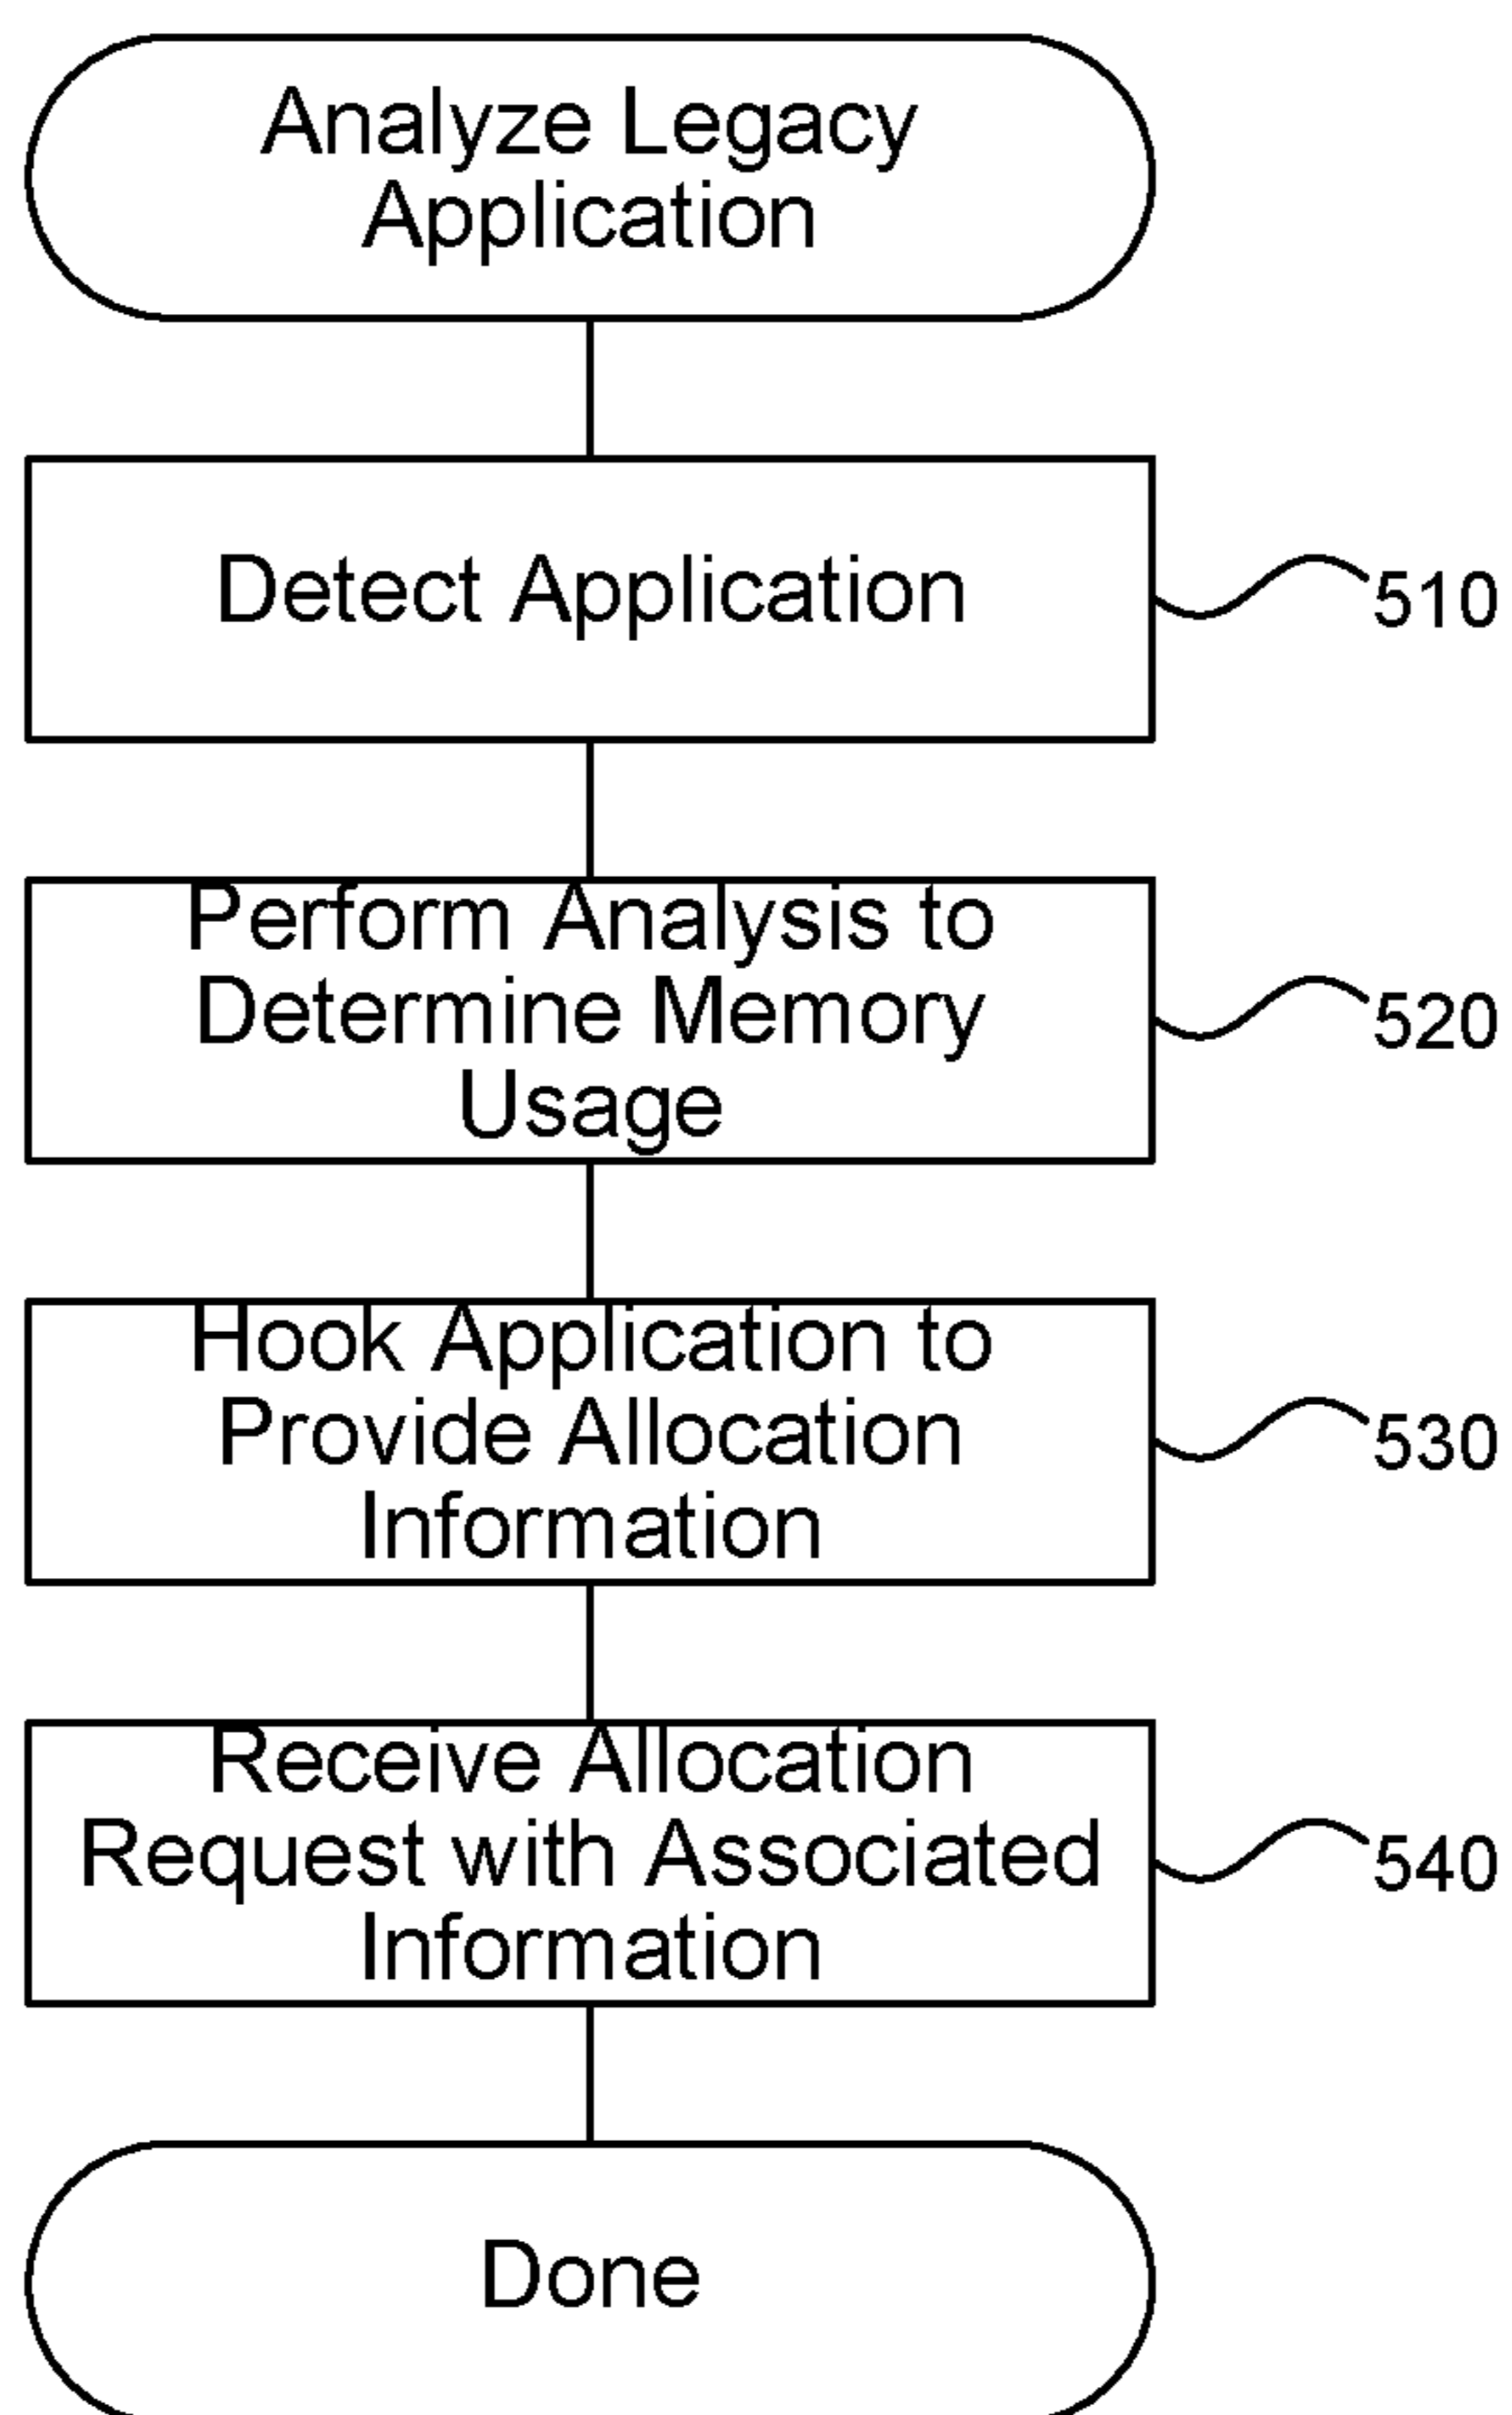 Analyze Legacy
Application
Detect Application
510
Perform Analysis to
Determine Memory
Usage
520
Hook Application to
Provide Allocation
Information
530
Receive Allocation
Request with Associated
Information
540
Done